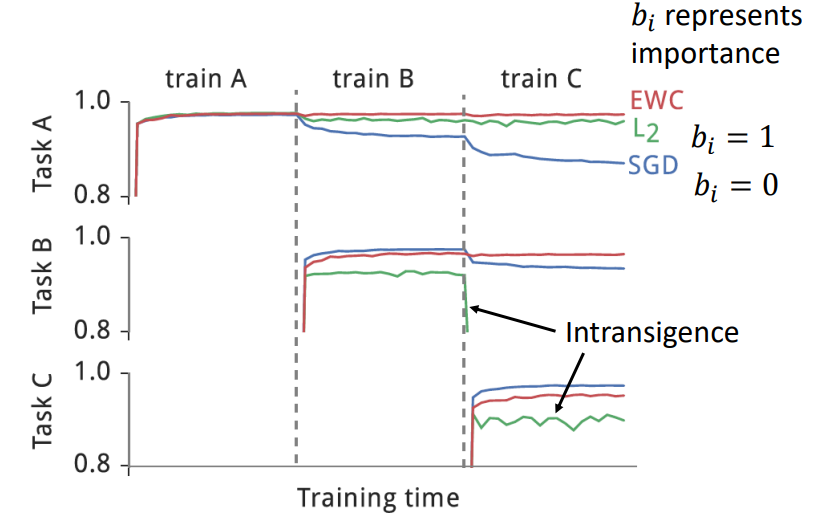 b_i represents
importance
train A
train B
train C
Task A
1.0
0.8
EWC
L2
b_i = 1
SGD
b_i = 0
Task B
1.0
0.8
Intransigence
Task C
1.0
0.8
Training time